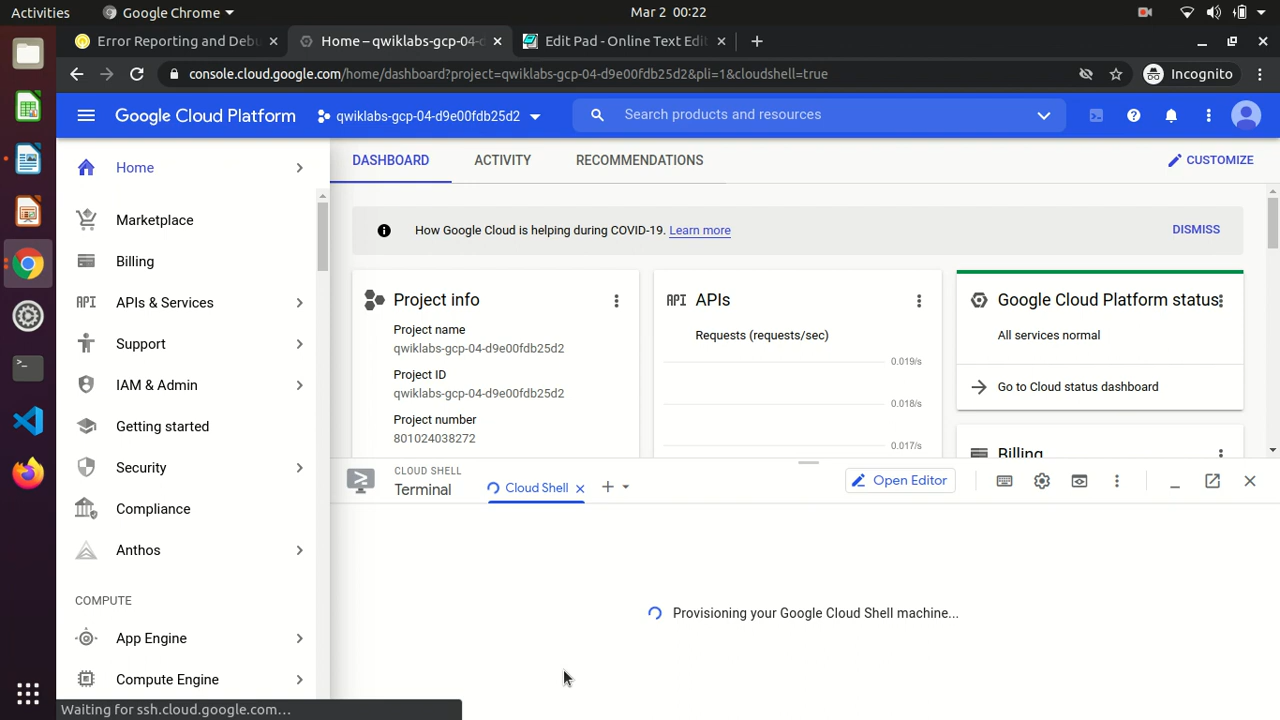 Activities
Google Chrome
Mar 2 00:22
Error Reporting and Debu
Home – qwiklabs-gcp-04-d
Edit Pad - Online Text Edit
console.cloud.google.com/home/dashboard?project=qwiklabs-gcp-04-d9e00fdb25d2&pli=1&cloudshell=true
Incognito
Google Cloud Platform
qwiklabs-gcp-04-d9e00fdb25d2
Search products and resources
Home
Marketplace
Billing
API
APIs & Services
Support
IAM & Admin
Getting started
Security
Compliance
Anthos
COMPUTE
App Engine
Compute Engine
DASHBOARD
ACTIVITY
RECOMMENDATIONS
CUSTOMIZE
How Google Cloud is helping during COVID-19. Learn more
DISMISS
Project info
Project name
qwiklabs-gcp-04-d9e00fdb25d2
Project ID
qwiklabs-gcp-04-d9e00fdb25d2
Project number
801024038272
API
APIs
Requests (requests/sec)
0.019/s
0.018/s
0.017/s
Google Cloud Platform status
All services normal
Go to Cloud status dashboard
Billing
CLOUD SHELL
Terminal
Cloud Shell
Open Editor
Provisioning your Google Cloud Shell machine...
Waiting for ssh.cloud.google.com...